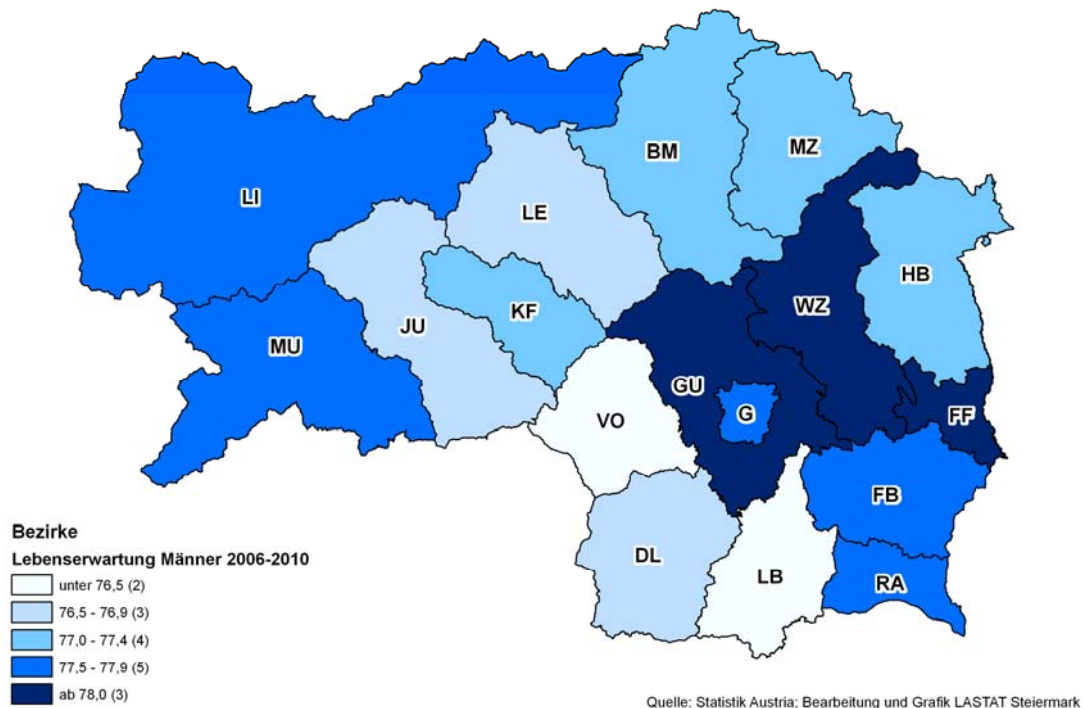 BM
MZ
LI
LE
HB
WZ
KF
JU
MU
GU
G
VO
FF
FB
DL
LB
RA
Bezirke
Lebenserwartung Männer 2006-2010
unter 76,5 (2)
76,5 - 76,9 (3)
77,0 - 77,4 (4)
77,5 - 77,9 (5)
ab 78,0 (3)
Quelle: Statistik Austria; Bearbeitung und Grafik LASTAT Steiermark